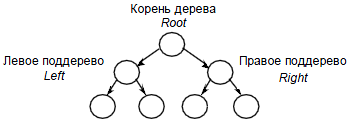 Корень дерева
Root
Левое поддерево
Left
Правое поддерево
Right